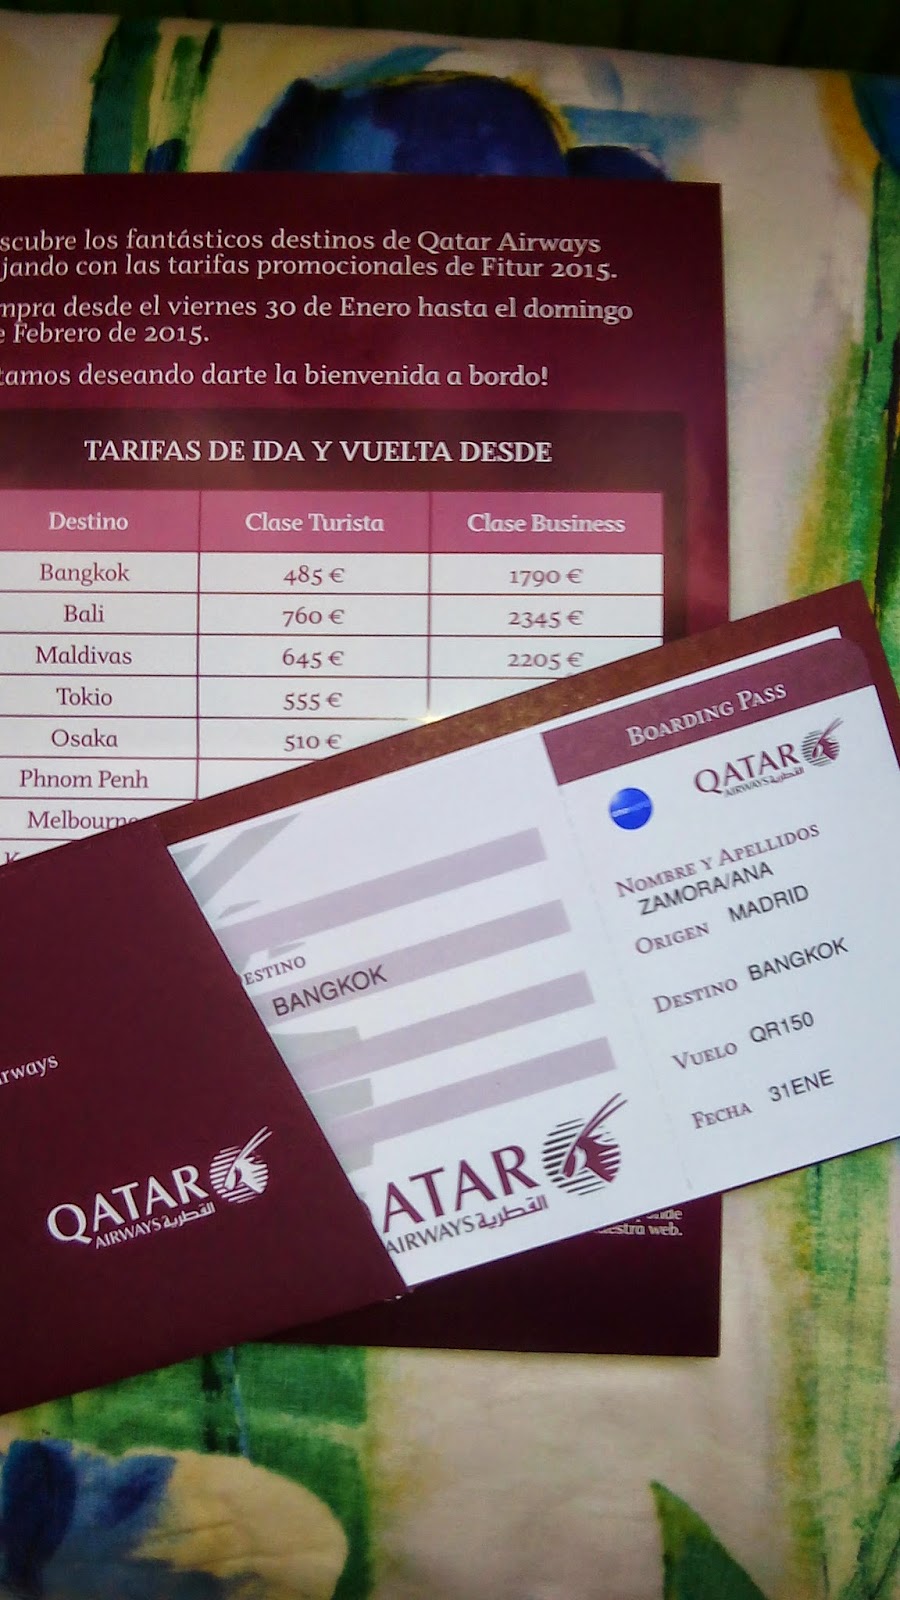 scubre los fantásticos destinos de Qatar Airways
jando con las tarifas promocionales de Fitur 2015.
mpra desde el viernes 30 de Enero hasta el domingo
e Febrero de 2015.
tamos deseando darte la bienvenida a bordo!
TARIFAS DE IDA Y VUELTA DESDE
Destino Clase Turista Clase Business
Bangkok 485 € 1790 €
Bali 760 € 2345 €
Maldivas 645 € 2205 €
Tokio 555 €
Osaka 510 €
Phnom Penh
Melbourne
BOARDING PASS
QATAR
AIRWAYS القطرية
NOMBRE Y APELLIDOS
ZAMORA/ANA
ORIGEN MADRID
DESTINO BANGKOK
VUELO QR150
FECHA 31ENE
ESTINO
BANGKOK
ATAR
AIRWAYS القطرية
rways
QATAR
AIRWAYS القطرية
estra web.